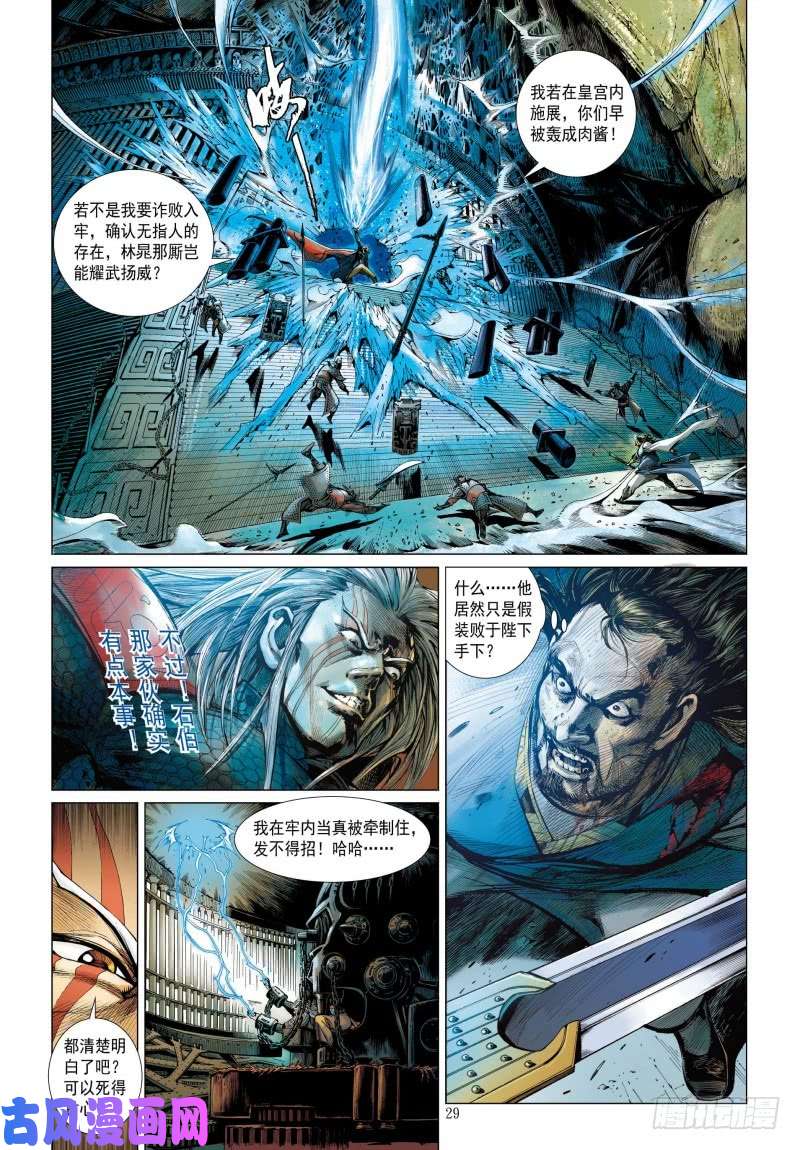 我若在皇宫内
施展，你们早
被轰成肉酱！
若不是我要诈败入
牢，确认无指人的
存在，林晁那厮岂
能耀武扬威？
不过！石伯
那家伙确实
有点本事！
什么……他
居然只是假
装败于陛下
手下？
我在牢内当真被牵制住，
发不得招！哈哈……
都清楚明
白了吧？
可以死得
心
29
古风漫画网
腾讯动漫